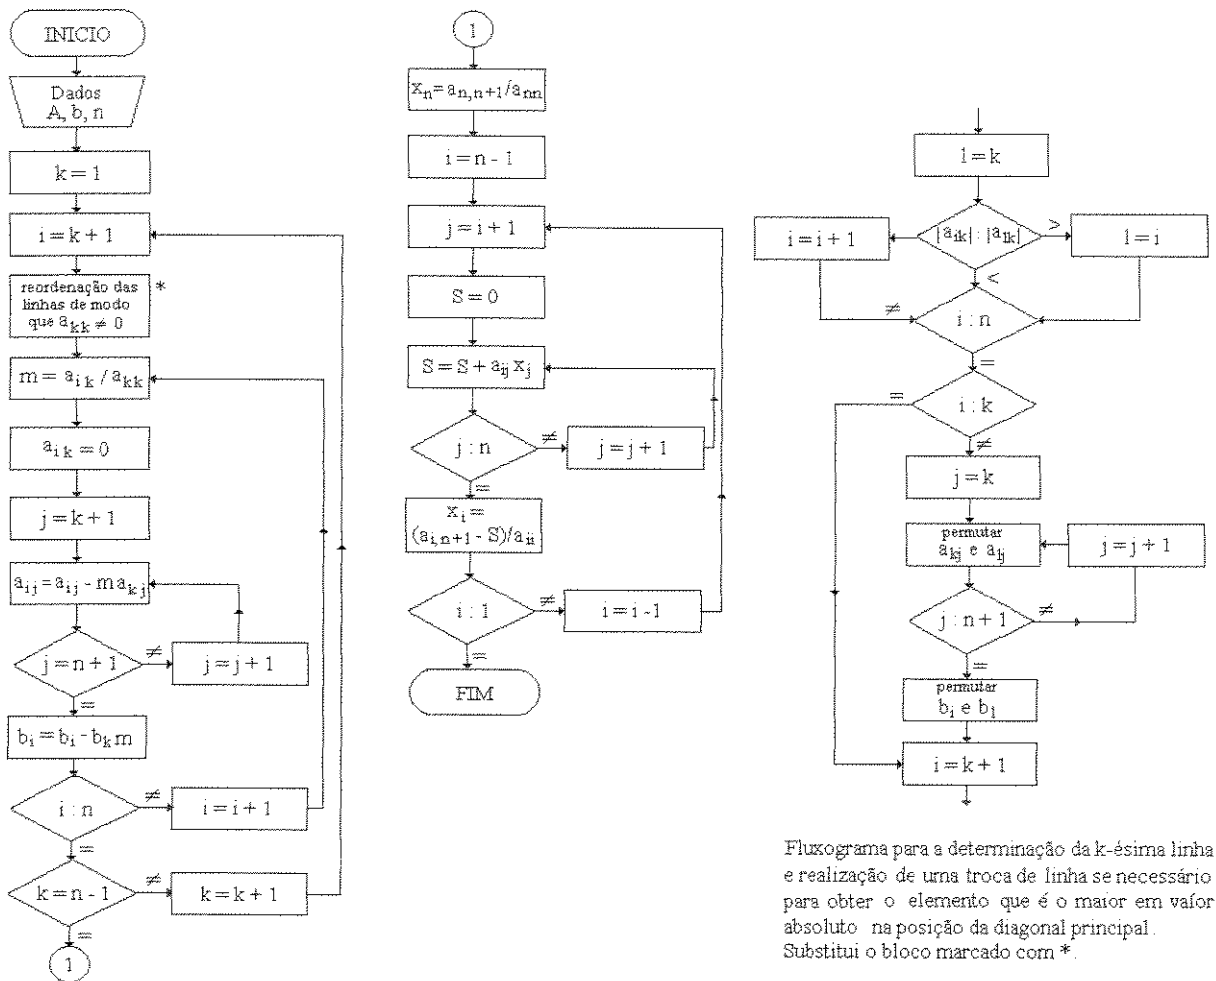 INICIO
Dados
A, b, n
k = 1
i = k + 1
reordenação das *
linhas de modo
que a_kk ≠ 0
m = a_ik / a_kk
a_ik = 0
j = k + 1
a_ij = a_ij - m a_kj
j = n + 1
≠
j = j + 1
=
b_i = b_i - b_k m
i : n
≠
i = i + 1
=
k = n - 1
≠
k = k + 1
=
1
1
x_n = a_n,n+1 / a_nn
i = n - 1
j = i + 1
S = 0
S = S + a_ij x_j
j : n
≠
j = j + 1
=
x_i =
(a_i,n+1 - S)/a_ii
i : 1
≠
i = i - 1
=
FIM
l = k
i = i + 1
|a_ik| : |a_lk|
>
l = i
<
≠
i : n
=
=
i : k
≠
j = k
permutar
a_kj e a_lj
j = j + 1
j : n + 1
≠
=
permutar
b_i e b_l
i = k + 1
Fluxograma para a determinação da k-ésima linha
e realização de uma troca de linha se necessário
para obter o elemento que é o maior em valor
absoluto na posição da diagonal principal.
Substitui o bloco marcado com *.